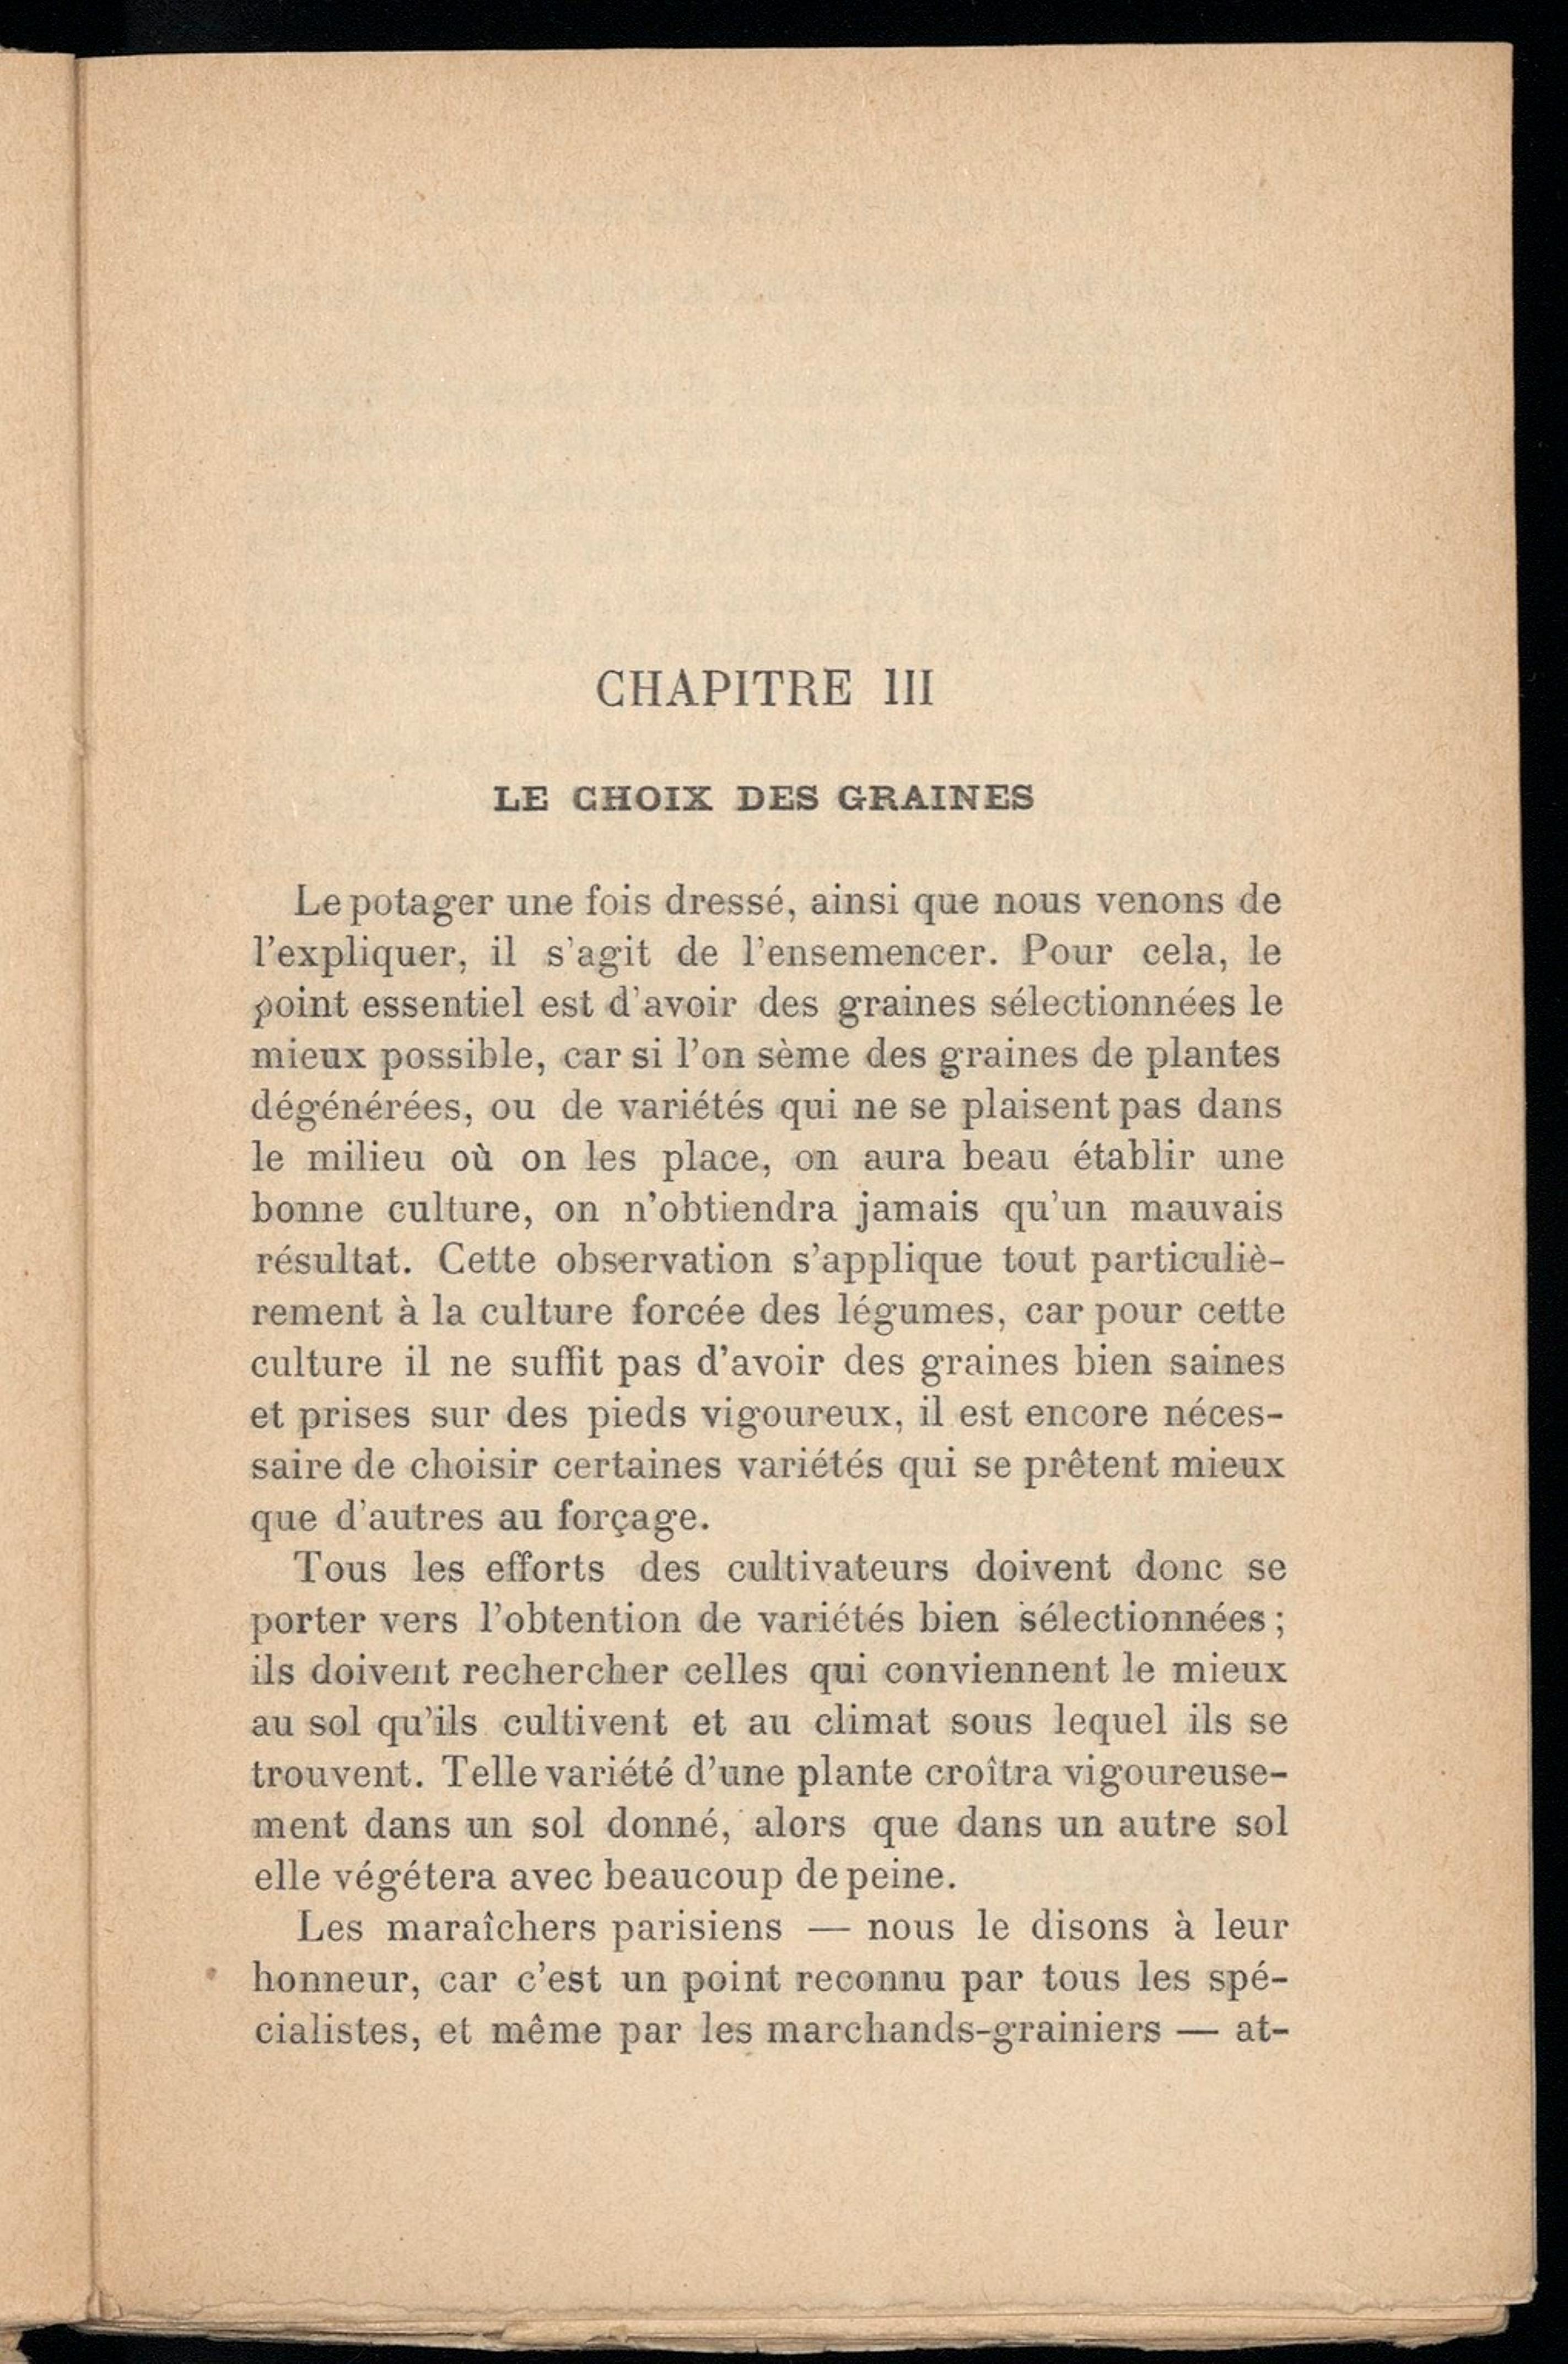 CHAPITRE III
LE CHOIX DES GRAINES
Le potager une fois dressé, ainsi que nous venons de
l'expliquer, il s'agit de l'ensemencer. Pour cela, le
point essentiel est d'avoir des graines sélectionnées le
mieux possible, car si l'on sème des graines de plantes
dégénérées, ou de variétés qui ne se plaisent pas dans
le milieu où on les place, on aura beau établir une
bonne culture, on n'obtiendra jamais qu'un mauvais
résultat. Cette observation s'applique tout particuliè-
rement à la culture forcée des légumes, car pour cette
culture il ne suffit pas d'avoir des graines bien saines
et prises sur des pieds vigoureux, il est encore néces-
saire de choisir certaines variétés qui se prêtent mieux
que d'autres au forçage.
Tous les efforts des cultivateurs doivent donc se
porter vers l'obtention de variétés bien sélectionnées ;
ils doivent rechercher celles qui conviennent le mieux
au sol qu'ils cultivent et au climat sous lequel ils se
trouvent. Telle variété d'une plante croîtra vigoureuse-
ment dans un sol donné, alors que dans un autre sol
elle végétera avec beaucoup de peine.
Les maraîchers parisiens — nous le disons à leur
honneur, car c'est un point reconnu par tous les spé-
cialistes, et même par les marchands-grainiers — at-